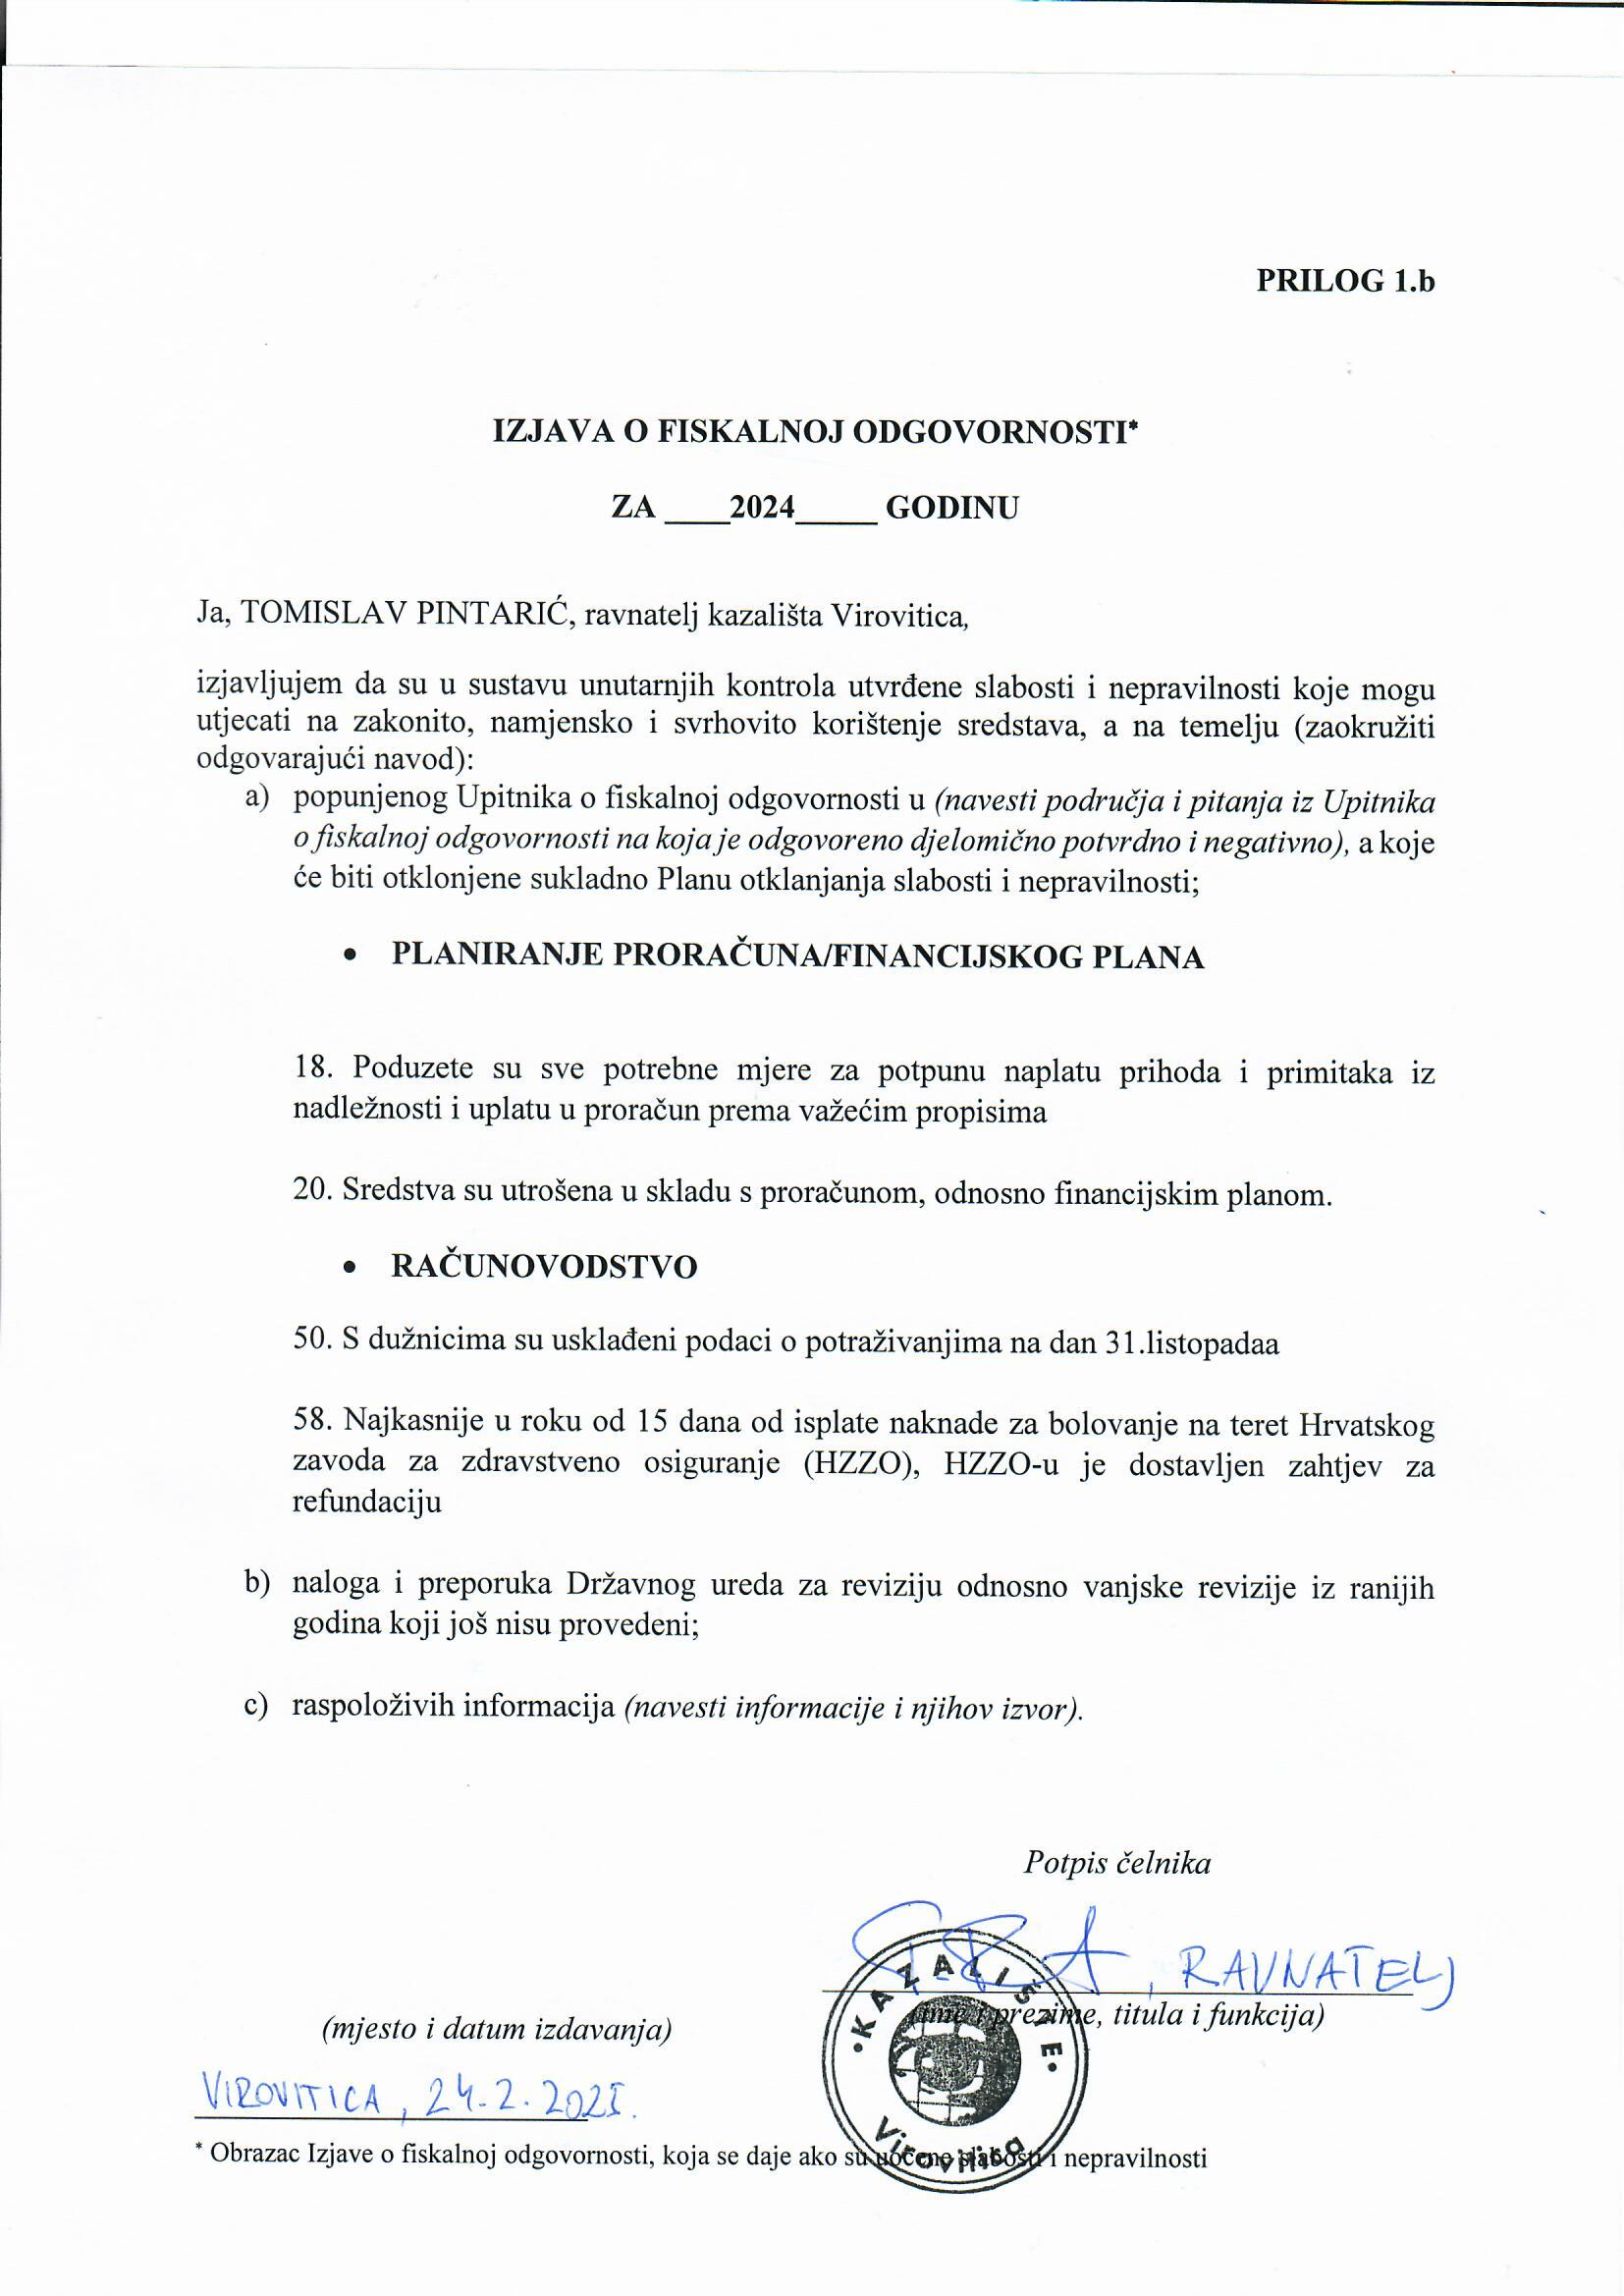 PRILOG 1.b
IZJAVA O FISKALNOJ ODGOVORNOSTI*
ZA ____2024_____ GODINU
Ja, TOMISLAV PINTARIĆ, ravnatelj kazališta Virovitica,
izjavljujem da su u sustavu unutarnjih kontrola utvrđene slabosti i nepravilnosti koje mogu
utjecati na zakonito, namjensko i svrhovito korištenje sredstava, a na temelju (zaokružiti
odgovarajući navod):
a) popunjenog Upitnika o fiskalnoj odgovornosti u (navesti područja i pitanja iz Upitnika
o fiskalnoj odgovornosti na koja je odgovoreno djelomično potvrdno i negativno), a koje
će biti otklonjene sukladno Planu otklanjanja slabosti i nepravilnosti;
• PLANIRANJE PRORAČUNA/FINANCIJSKOG PLANA
18. Poduzete su sve potrebne mjere za potpunu naplatu prihoda i primitaka iz
nadležnosti i uplatu u proračun prema važećim propisima
20. Sredstva su utrošena u skladu s proračunom, odnosno financijskim planom.
• RAČUNOVODSTVO
50. S dužnicima su usklađeni podaci o potraživanjima na dan 31.listopadaa
58. Najkasnije u roku od 15 dana od isplate naknade za bolovanje na teret Hrvatskog
zavoda za zdravstveno osiguranje (HZZO), HZZO-u je dostavljen zahtjev za
refundaciju
b) naloga i preporuka Državnog ureda za reviziju odnosno vanjske revizije iz ranijih
godina koji još nisu provedeni;
c) raspoloživih informacija (navesti informacije i njihov izvor).
Potpis čelnika
, RAVNATELJ
(ime i prezime, titula i funkcija)
KAZALIŠTE
Virovitica
(mjesto i datum izdavanja)
VIROVITICA, 24.2.2025.
* Obrazac Izjave o fiskalnoj odgovornosti, koja se daje ako su uočene slabosti i nepravilnosti